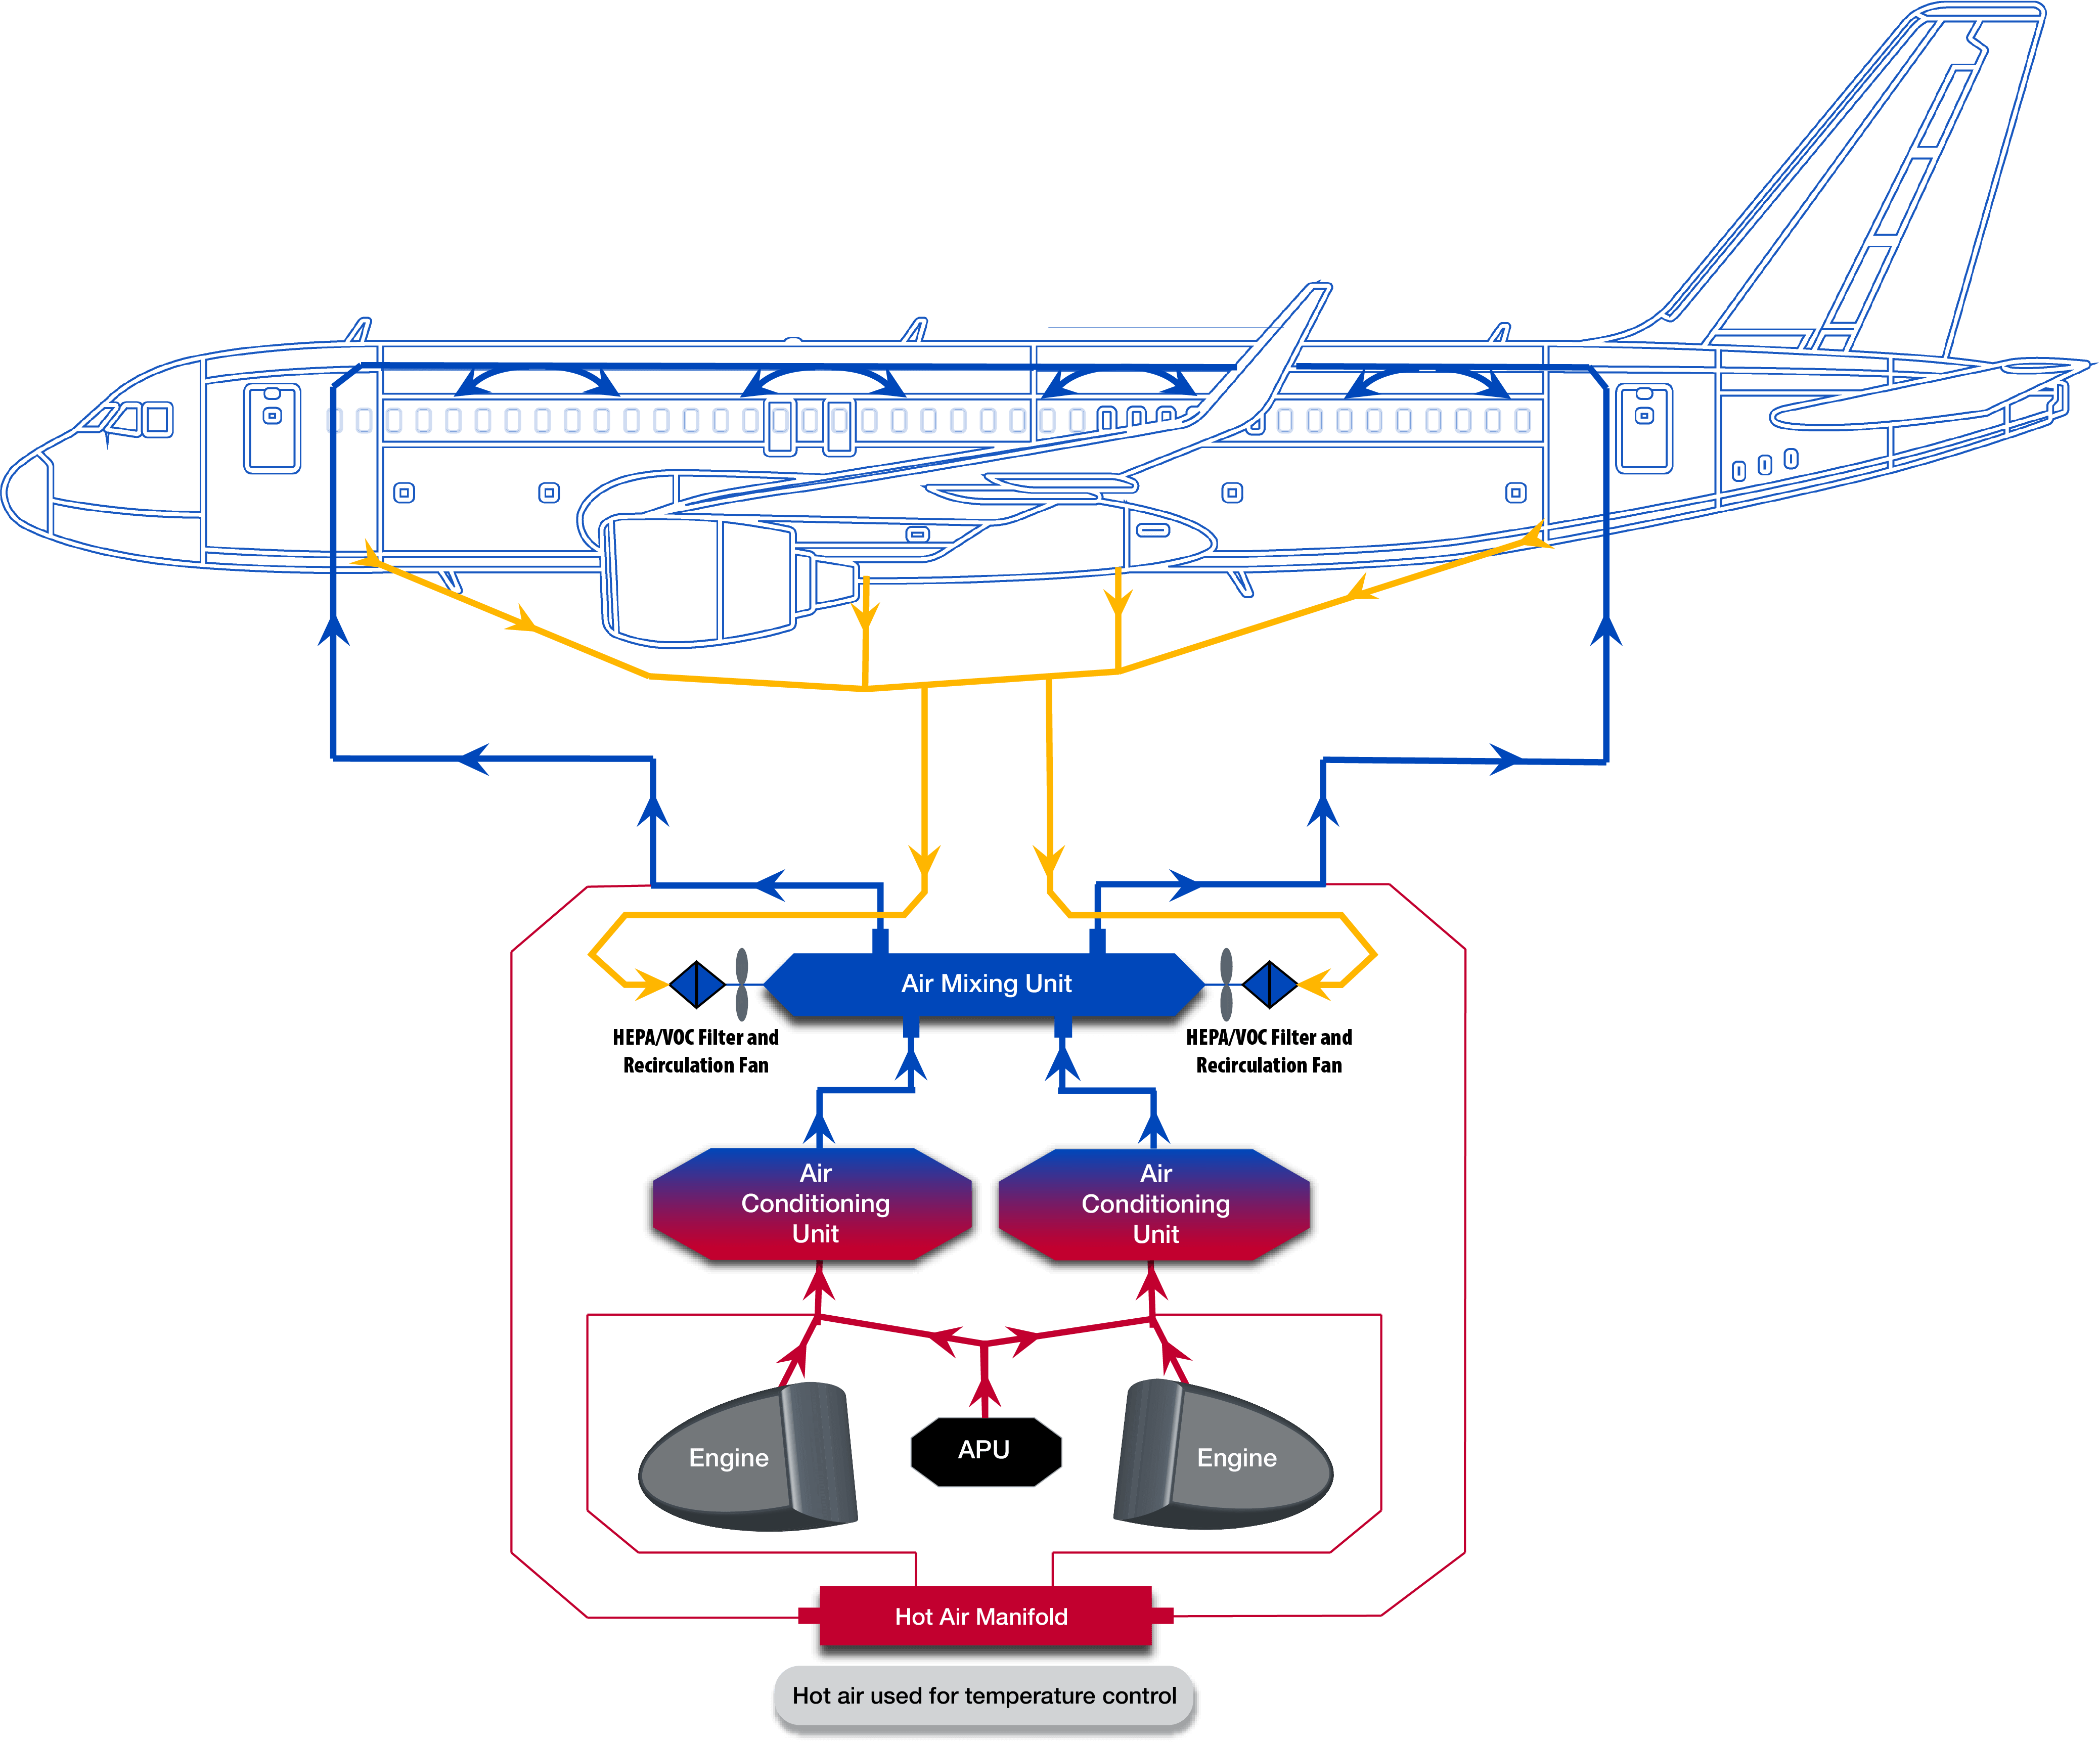 Air Mixing Unit
HEPA/VOC Filter and
Recirculation Fan
HEPA/VOC Filter and
Recirculation Fan
Air
Conditioning
Unit
Air
Conditioning
Unit
Engine
APU
Engine
Hot Air Manifold
Hot air used for temperature control